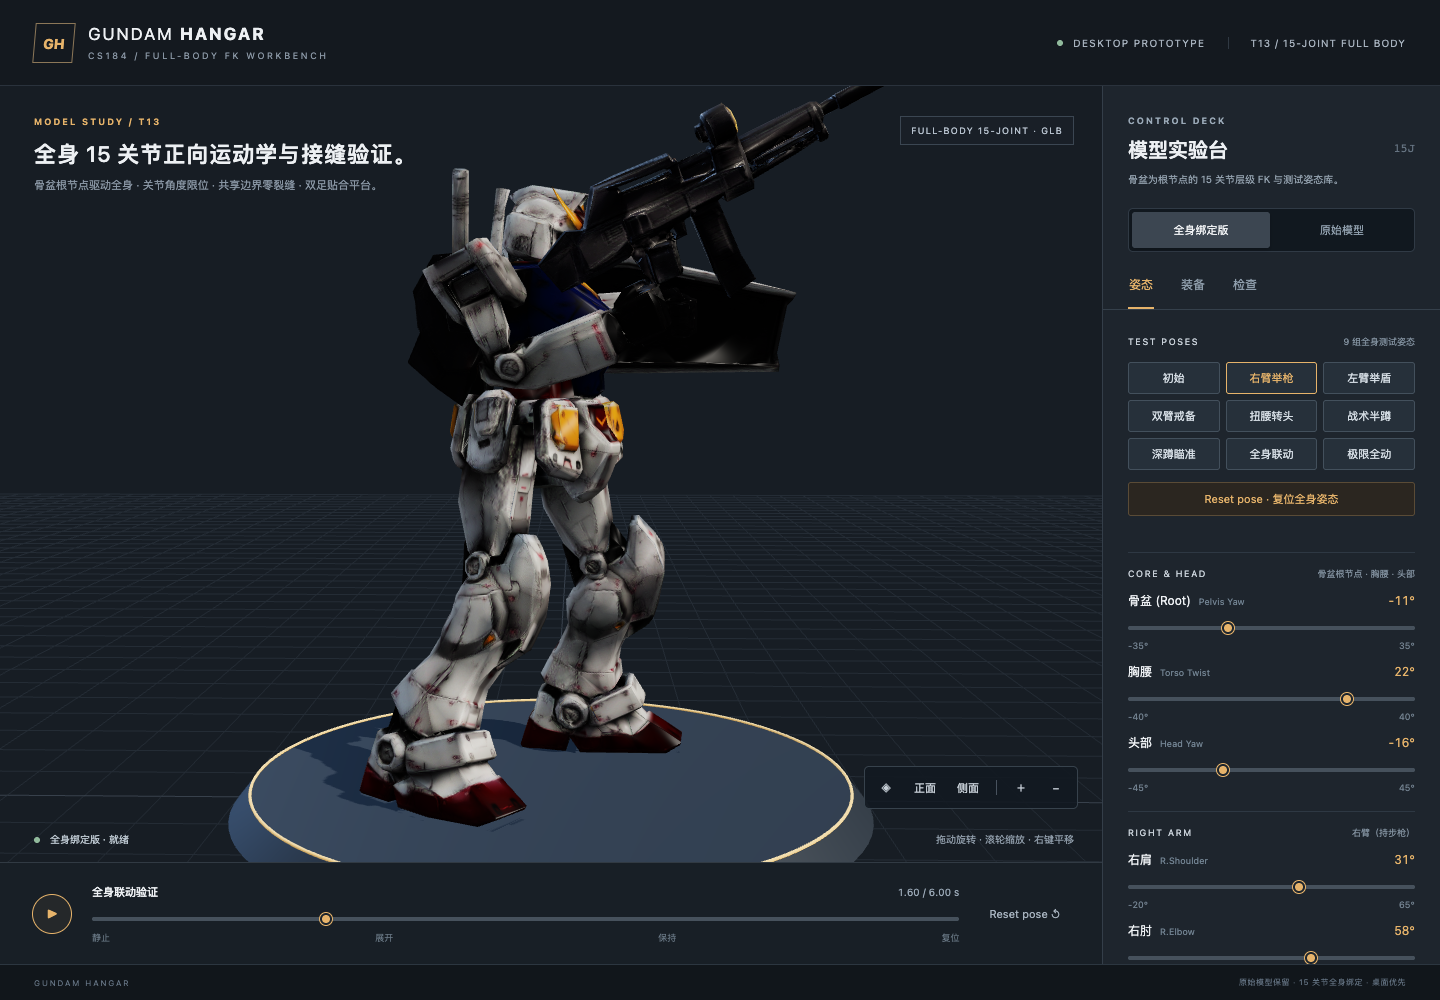 GH
GUNDAM HANGAR
CS184 / FULL-BODY FK WORKBENCH
DESKTOP PROTOTYPE
T13 / 15-JOINT FULL BODY
MODEL STUDY / T13
全身 15 关节正向运动学与接缝验证。
骨盆根节点驱动全身 · 关节角度限位 · 共享边界零裂缝 · 双足贴合平台。
FULL-BODY 15-JOINT · GLB
正面 侧面 + −
全身绑定版 · 就绪
拖动旋转 · 滚轮缩放 · 右键平移
全身联动验证
1.60 / 6.00 s
静止 展开 保持 复位
Reset pose ↺
CONTROL DECK
模型实验台
15J
骨盆为根节点的 15 关节层级 FK 与测试姿态库。
全身绑定版 原始模型
姿态 装备 检查
TEST POSES
9 组全身测试姿态
初始 右臂举枪 左臂举盾
双臂戒备 扭腰转头 战术半蹲
深蹲瞄准 全身联动 极限全动
Reset pose · 复位全身姿态
CORE & HEAD
骨盆根节点 · 胸腰 · 头部
骨盆 (Root) Pelvis Yaw -11°
-35° 35°
胸腰 Torso Twist 22°
-40° 40°
头部 Head Yaw -16°
-45° 45°
RIGHT ARM
右臂（持步枪）
右肩 R.Shoulder 31°
-20° 65°
右肘 R.Elbow 58°
GUNDAM HANGAR
原始模型保留 · 15 关节全身绑定 · 桌面优先